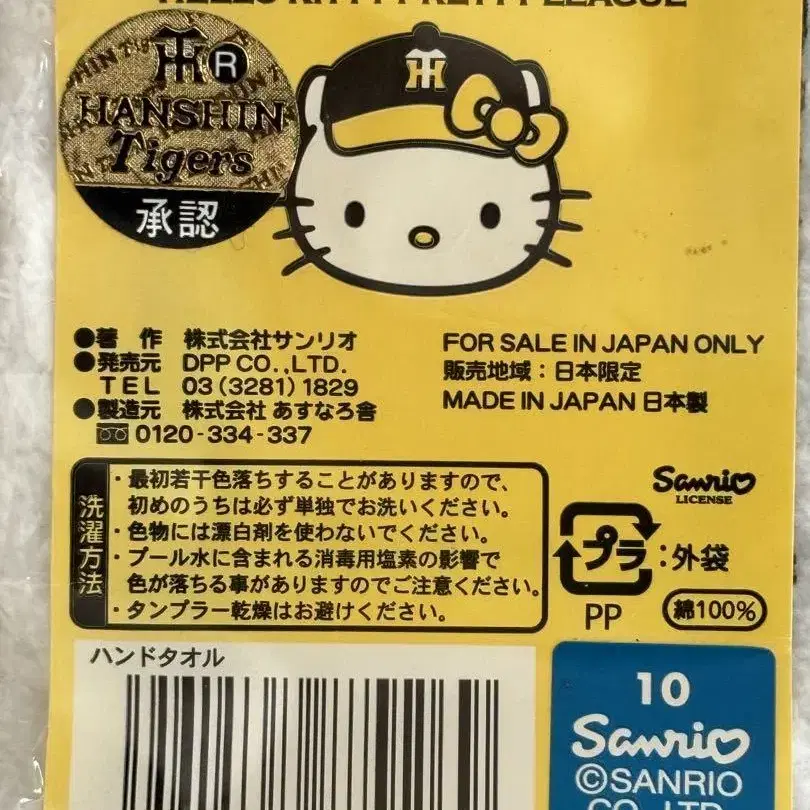 HELLO KITTY PRETTY LEAGUE
R
HANSHIN
Tigers
承認
●著 作 株式会社サンリオ
●発売元 DPP CO.,LTD.
TEL 03(3281)1829
●製造元 株式会社 あすなろ舎
0120-334-337
FOR SALE IN JAPAN ONLY
販売地域：日本限定
MADE IN JAPAN 日本製
洗濯方法
・最初若干色落ちすることがありますので、
初めのうちは必ず単独でお洗いください。
・色物には漂白剤を使わないでください。
・プール水に含まれる消毒用塩素の影響で
色が落ちる事がありますのでご注意ください。
・タンブラー乾燥はお避けください。
Sanrio
LICENSE
プラ：外袋
PP
綿100%
ハンドタオル
10
Sanrio
©SANRIO
CO.,LTD.